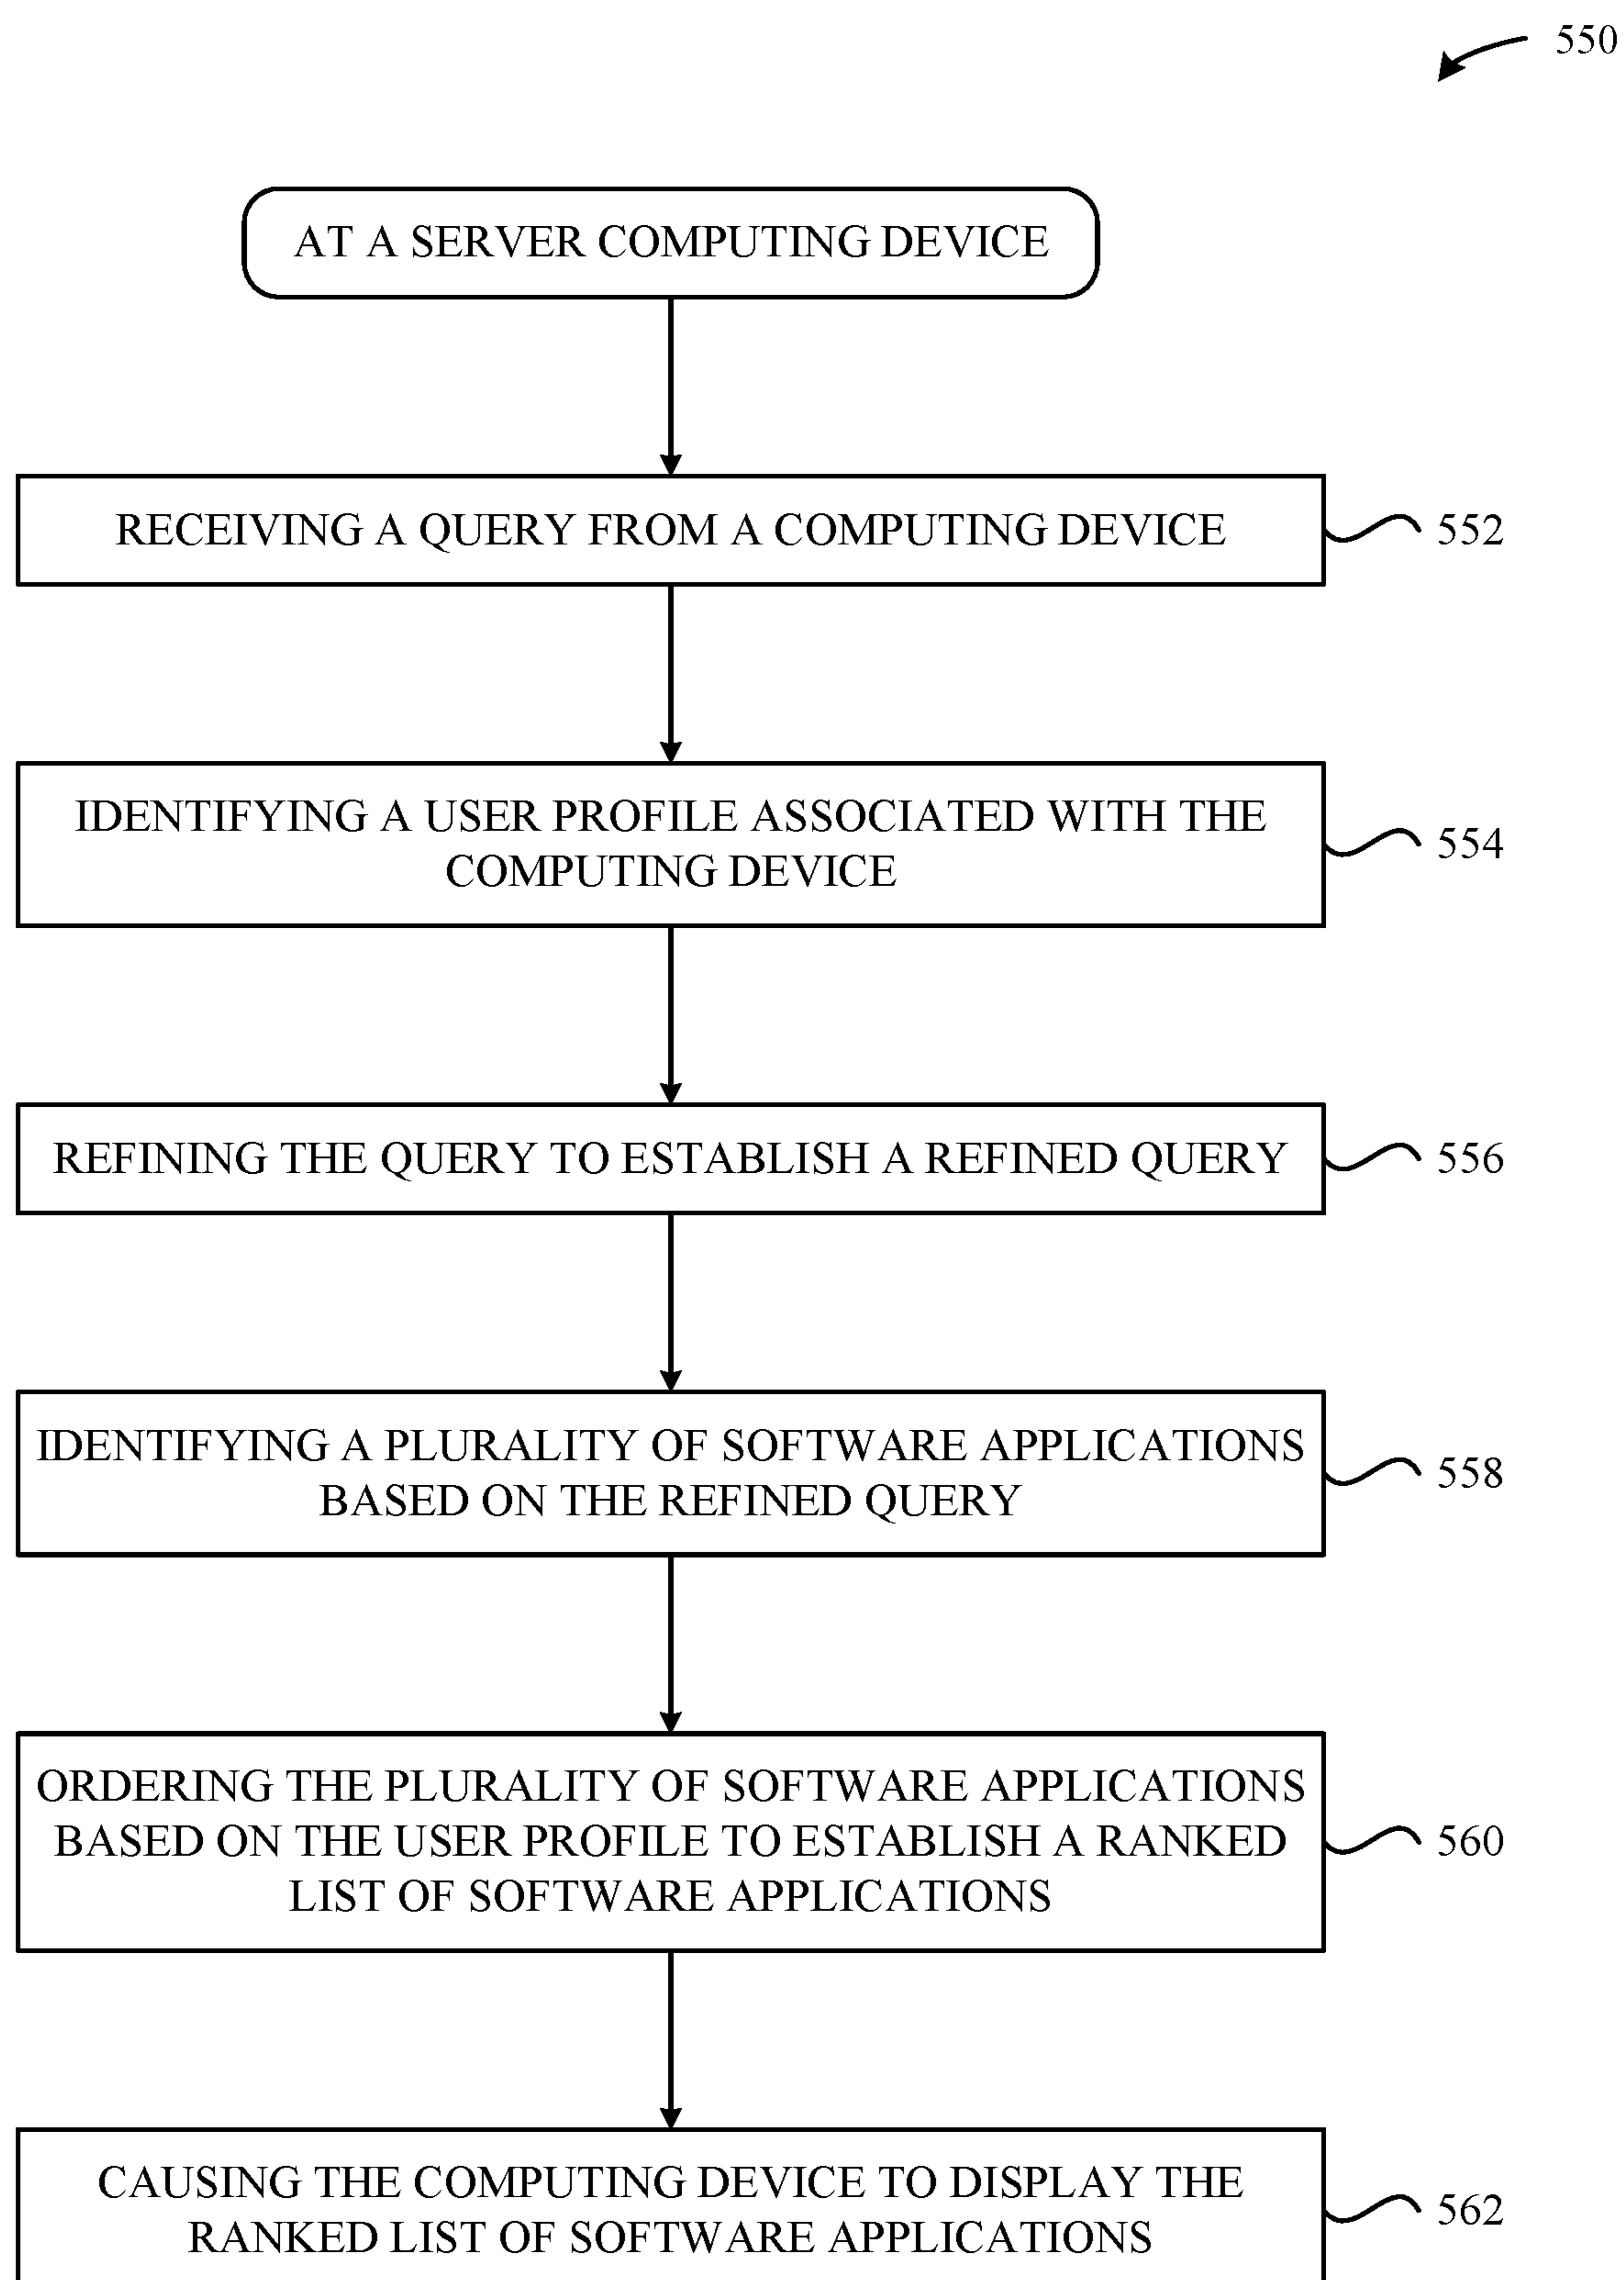 550
AT A SERVER COMPUTING DEVICE
RECEIVING A QUERY FROM A COMPUTING DEVICE
552
IDENTIFYING A USER PROFILE ASSOCIATED WITH THE
COMPUTING DEVICE
554
REFINING THE QUERY TO ESTABLISH A REFINED QUERY
556
IDENTIFYING A PLURALITY OF SOFTWARE APPLICATIONS
BASED ON THE REFINED QUERY
558
ORDERING THE PLURALITY OF SOFTWARE APPLICATIONS
BASED ON THE USER PROFILE TO ESTABLISH A RANKED
LIST OF SOFTWARE APPLICATIONS
560
CAUSING THE COMPUTING DEVICE TO DISPLAY THE
RANKED LIST OF SOFTWARE APPLICATIONS
562